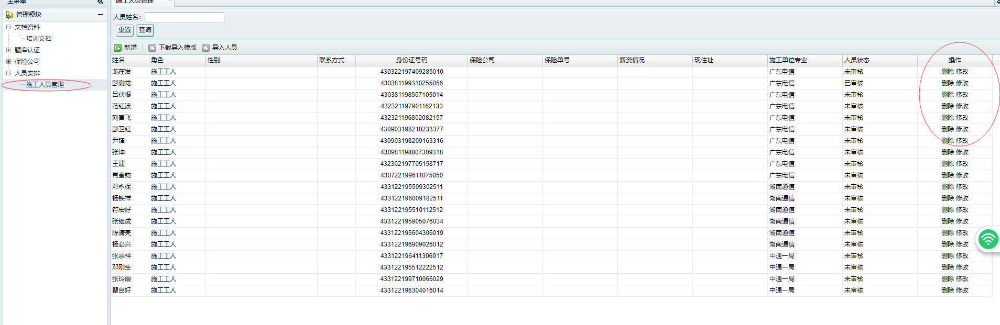 主菜单
管理模块
文档资料
培训文档
题库认证
保险公司
人员安排
施工人员管理
施工人员管理
人员姓名：
重置 查询
新增 下载导入模版 导入人员
姓名 角色 性别 联系方式 身份证号码 保险公司 保险单号 薪资情况 现住址 施工单位专业 人员状态 操作
龙在发 施工工人 430322197409285010 广东电信 未审核 删除 修改
彭剩龙 施工工人 430381199310255056 广东电信 已审核 删除 修改
吕伏根 施工工人 430381198507105014 广东电信 未审核 删除 修改
范红波 施工工人 432321197901162130 广东电信 未审核 删除 修改
刘寅飞 施工工人 432321196802082157 广东电信 未审核 删除 修改
彭卫红 施工工人 430903198210233377 广东电信 未审核 删除 修改
尹锋 施工工人 430903198209163316 广东电信 未审核 删除 修改
张坤 施工工人 430981198807309318 广东电信 未审核 删除 修改
王建 施工工人 432302197705158717 广东电信 未审核 删除 修改
肖奎钧 施工工人 430722199611075050 广东电信 未审核 删除 修改
邓永保 施工工人 433122195509302511 湖南通信 未审核 删除 修改
杨铁祥 施工工人 433122196009182511 湖南通信 未审核 删除 修改
符宏好 施工工人 433122195510112512 湖南通信 未审核 删除 修改
张组成 施工工人 433122195905076034 湖南通信 未审核 删除 修改
陈清亮 施工工人 433122195604306019 湖南通信 未审核 删除 修改
杨必兴 施工工人 433122196909026012 湖南通信 未审核 删除 修改
张宗祥 施工工人 433122196411306017 中通一局 未审核 删除 修改
邓刚生 施工工人 433122195512222512 中通一局 未审核 删除 修改
张玲霞 施工工人 433122199710066029 中通一局 未审核 删除 修改
瞿自好 施工工人 433122196304016014 中通一局 未审核 删除 修改